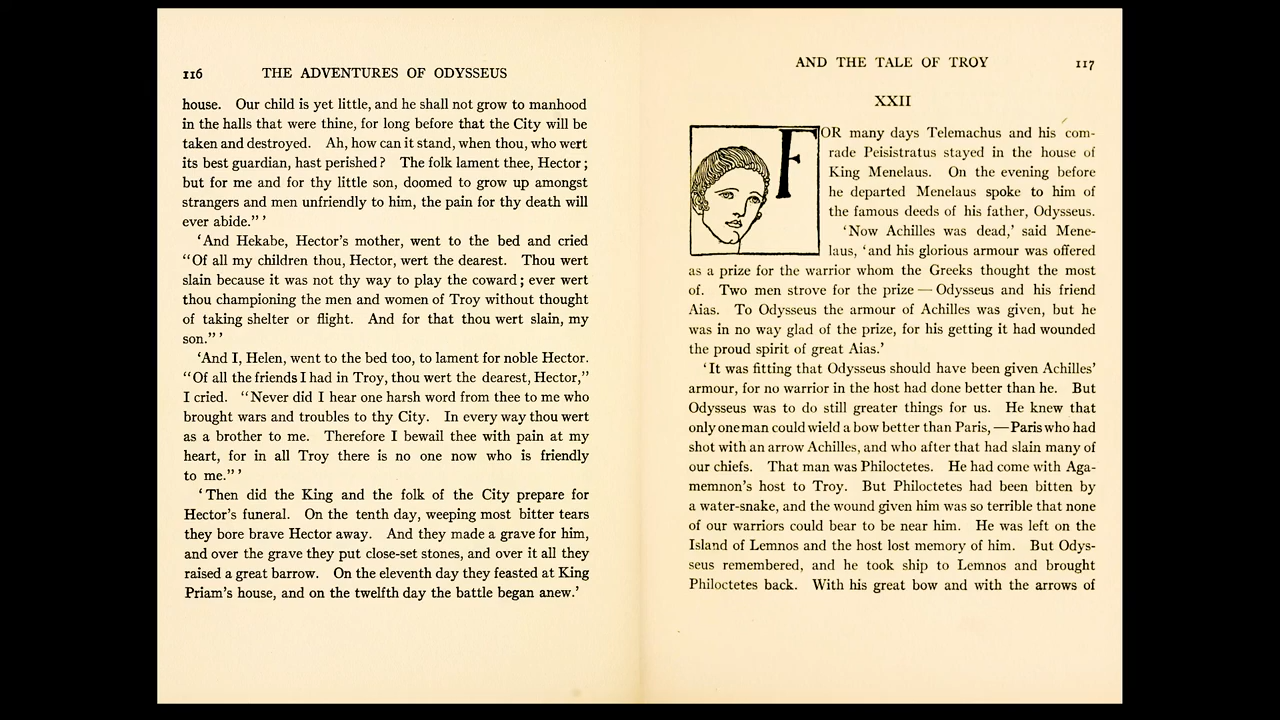 116 THE ADVENTURES OF ODYSSEUS
house. Our child is yet little, and he shall not grow to manhood
in the halls that were thine, for long before that the City will be
taken and destroyed. Ah, how can it stand, when thou, who wert
its best guardian, hast perished? The folk lament thee, Hector;
but for me and for thy little son, doomed to grow up amongst
strangers and men unfriendly to him, the pain for thy death will
ever abide.” ’
‘And Hekabe, Hector’s mother, went to the bed and cried
“Of all my children thou, Hector, wert the dearest. Thou wert
slain because it was not thy way to play the coward; ever wert
thou championing the men and women of Troy without thought
of taking shelter or flight. And for that thou wert slain, my
son.” ’
‘And I, Helen, went to the bed too, to lament for noble Hector.
“Of all the friends I had in Troy, thou wert the dearest, Hector,”
I cried. “Never did I hear one harsh word from thee to me who
brought wars and troubles to thy City. In every way thou wert
as a brother to me. Therefore I bewail thee with pain at my
heart, for in all Troy there is no one now who is friendly
to me.” ’
‘Then did the King and the folk of the City prepare for
Hector’s funeral. On the tenth day, weeping most bitter tears
they bore brave Hector away. And they made a grave for him,
and over the grave they put close-set stones, and over it all they
raised a great barrow. On the eleventh day they feasted at King
Priam’s house, and on the twelfth day the battle began anew.’
AND THE TALE OF TROY 117
XXII
FOR many days Telemachus and his com-
rade Peisistratus stayed in the house of
King Menelaus. On the evening before
he departed Menelaus spoke to him of
the famous deeds of his father, Odysseus.
‘Now Achilles was dead,’ said Mene-
laus, ‘and his glorious armour was offered
as a prize for the warrior whom the Greeks thought the most
of. Two men strove for the prize — Odysseus and his friend
Aias. To Odysseus the armour of Achilles was given, but he
was in no way glad of the prize, for his getting it had wounded
the proud spirit of great Aias.’
‘It was fitting that Odysseus should have been given Achilles’
armour, for no warrior in the host had done better than he. But
Odysseus was to do still greater things for us. He knew that
only one man could wield a bow better than Paris, — Paris who had
shot with an arrow Achilles, and who after that had slain many of
our chiefs. That man was Philoctetes. He had come with Aga-
memnon’s host to Troy. But Philoctetes had been bitten by
a water-snake, and the wound given him was so terrible that none
of our warriors could bear to be near him. He was left on the
Island of Lemnos and the host lost memory of him. But Odys-
seus remembered, and he took ship to Lemnos and brought
Philoctetes back. With his great bow and with the arrows of